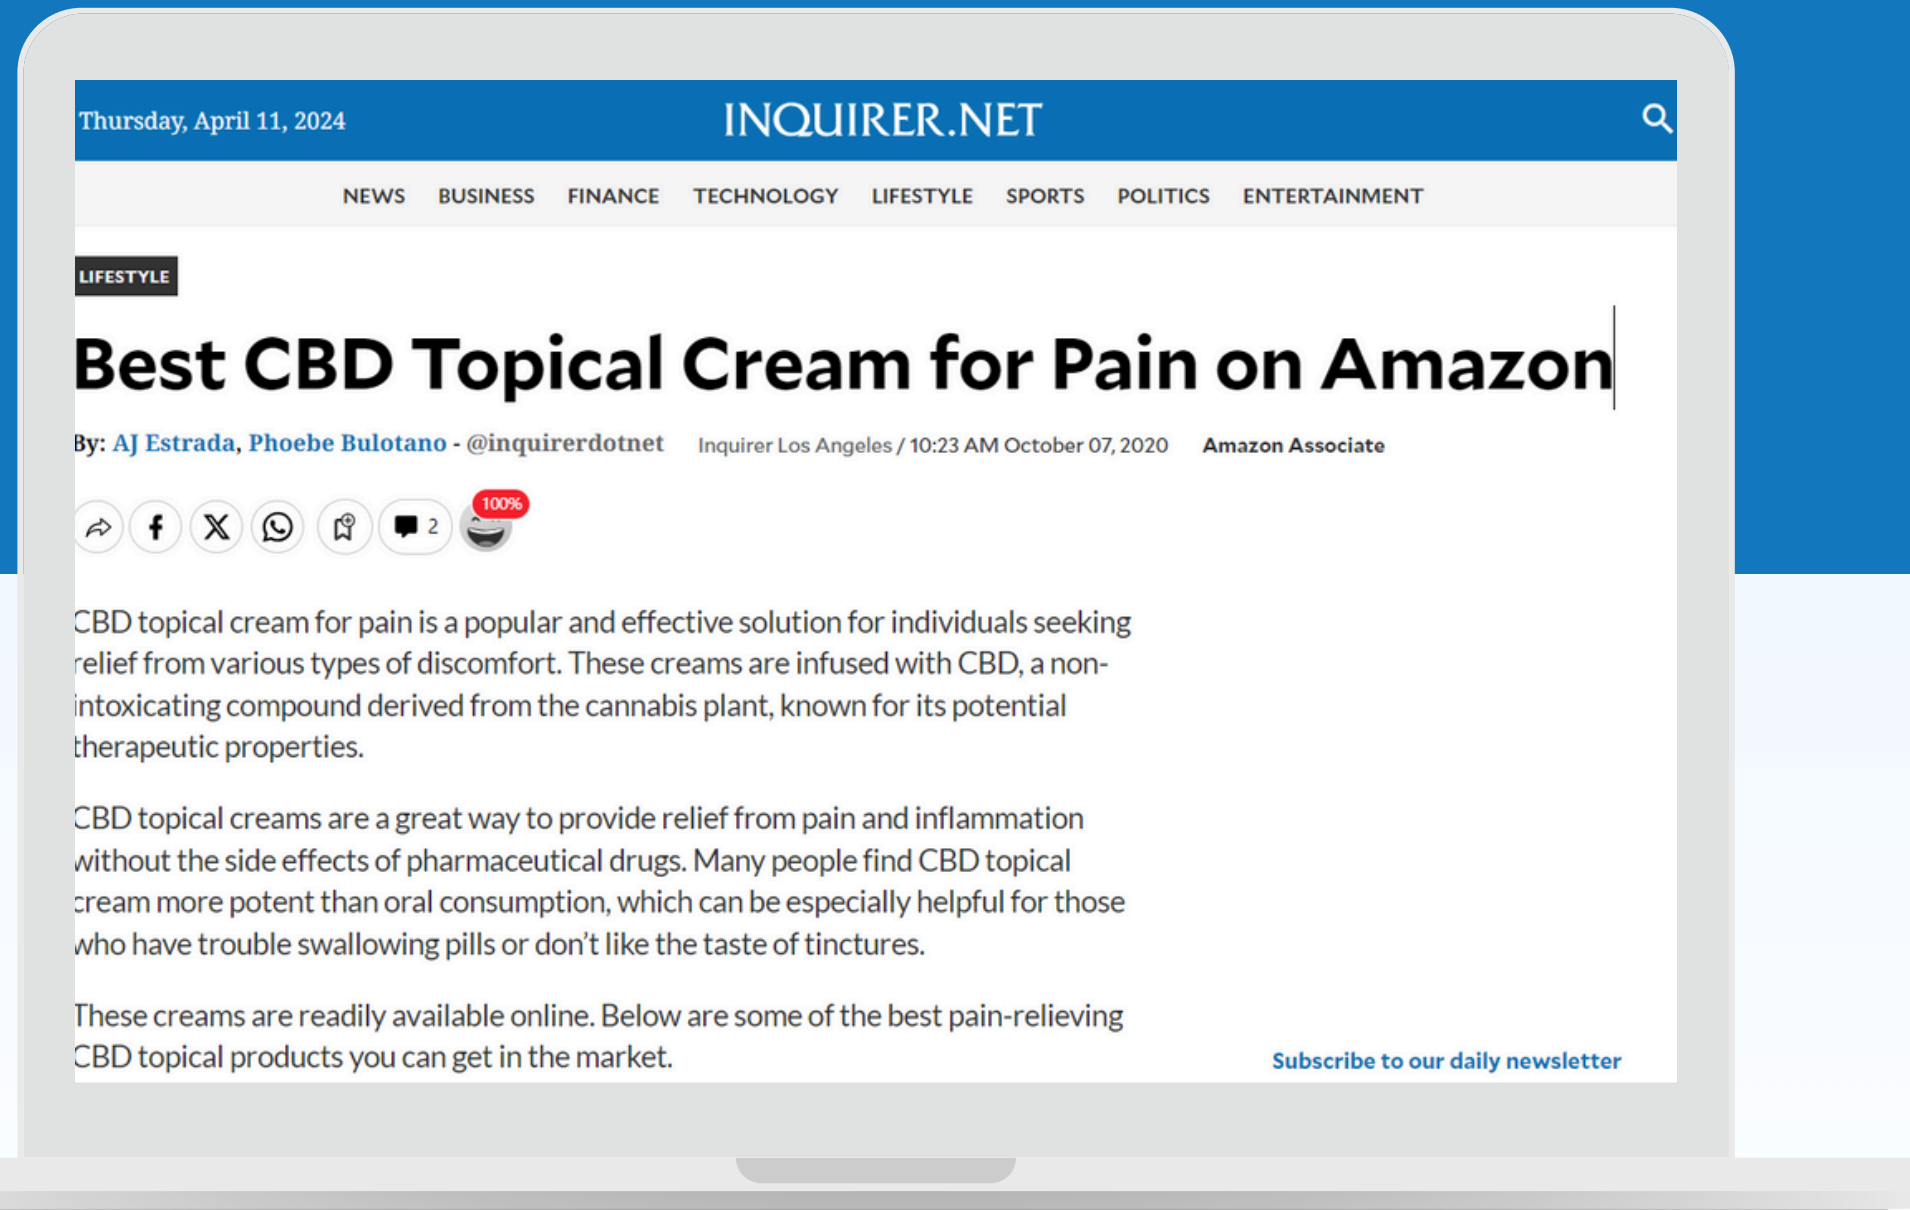 Thursday, April 11, 2024
INQUIRER.NET
NEWS BUSINESS FINANCE TECHNOLOGY LIFESTYLE SPORTS POLITICS ENTERTAINMENT
LIFESTYLE
Best CBD Topical Cream for Pain on Amazon
By: AJ Estrada, Phoebe Bulotano - @inquirerdotnet Inquirer Los Angeles / 10:23 AM October 07, 2020 Amazon Associate
2
100%
CBD topical cream for pain is a popular and effective solution for individuals seeking
relief from various types of discomfort. These creams are infused with CBD, a non-
intoxicating compound derived from the cannabis plant, known for its potential
therapeutic properties.
CBD topical creams are a great way to provide relief from pain and inflammation
without the side effects of pharmaceutical drugs. Many people find CBD topical
cream more potent than oral consumption, which can be especially helpful for those
who have trouble swallowing pills or don’t like the taste of tinctures.
These creams are readily available online. Below are some of the best pain-relieving
CBD topical products you can get in the market.
Subscribe to our daily newsletter